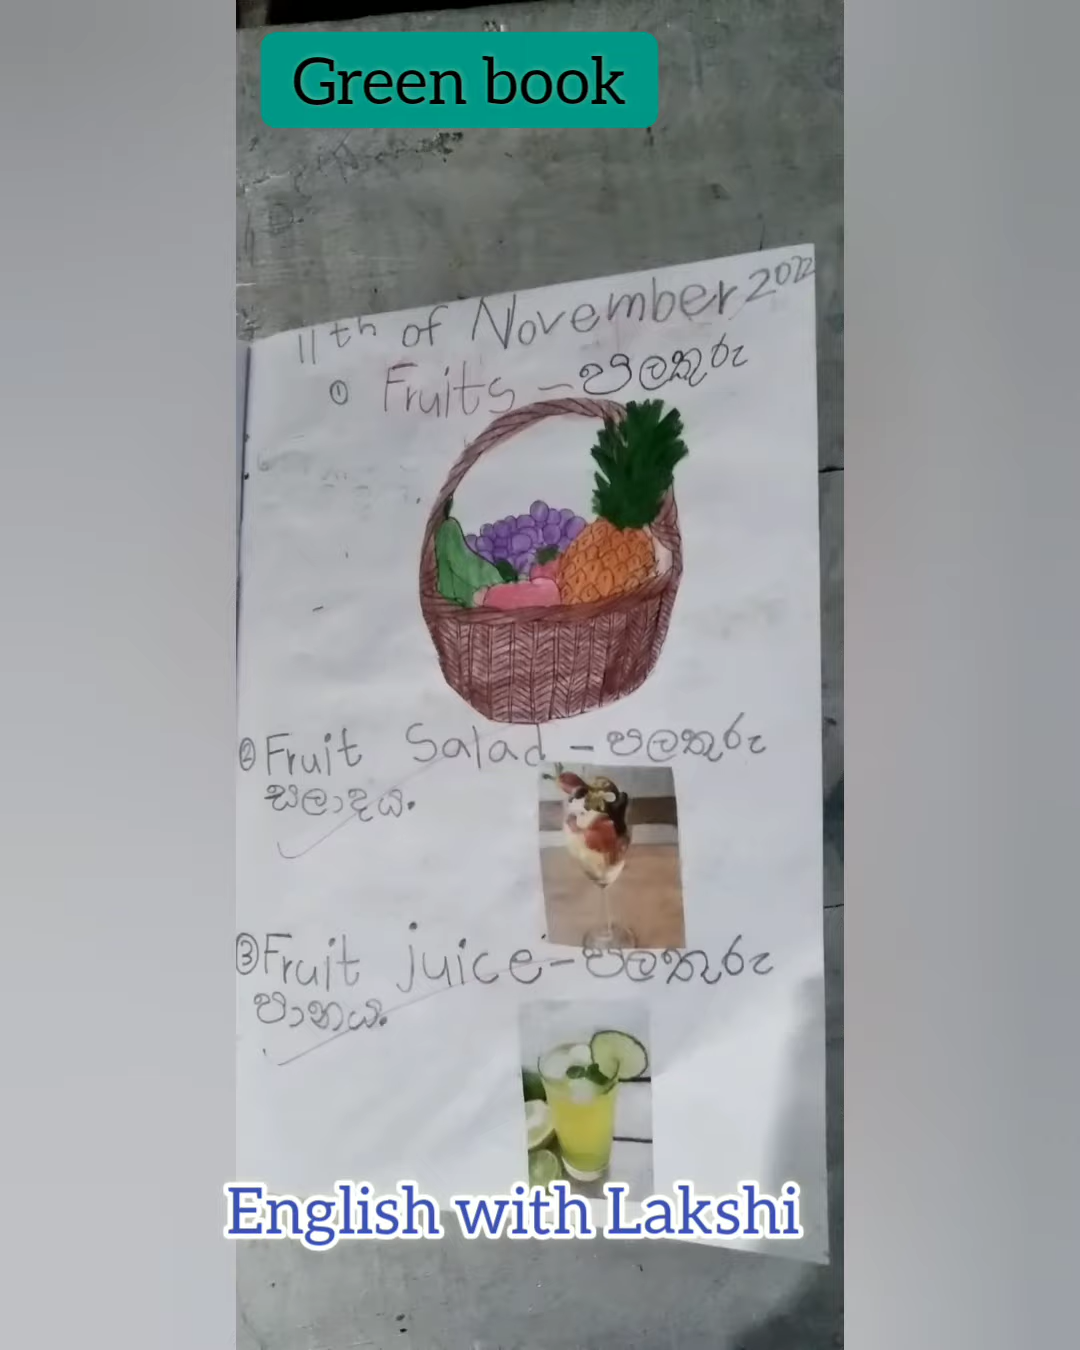 Green book
11th of November 2022
① Fruits - පලතුරු
② Fruit Salad - පලතුරු
සලාදය.
③ Fruit juice - පලතුරු
පානය.
English with Lakshi